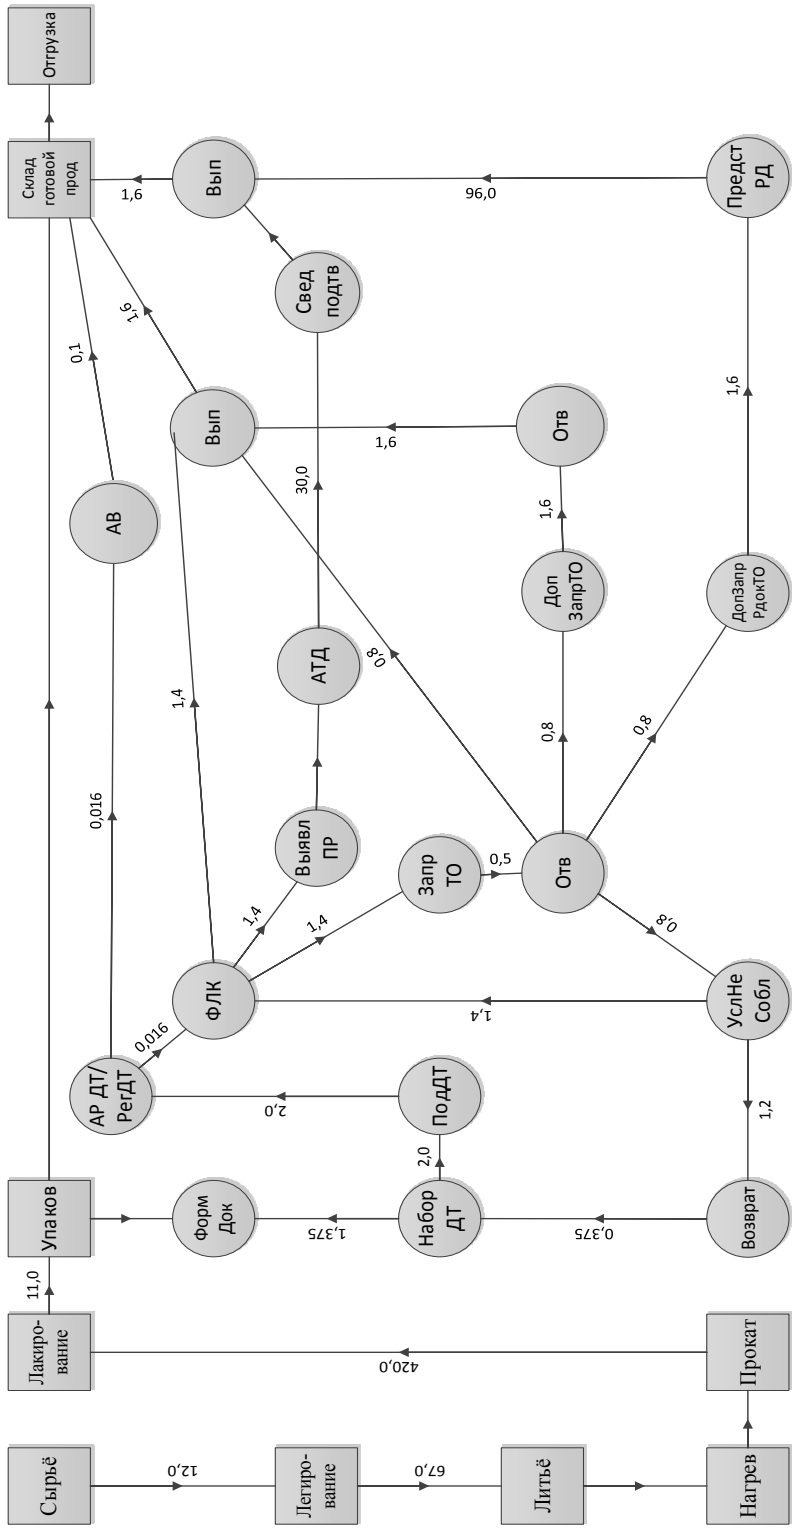 Отгрузка
Склад
готовой
прод
1,6
Вып
96,0
Предст
РД
Свед
подтв
1,6
0,1
Вып
1,6
Отв
1,6
30,0
АВ
1,6
Доп
ЗапрТО
ДопЗапр
РдокТО
0,8
АТД
1,4
0,8
0,8
0,016
Выявл
ПР
Запр
ТО
0,5
Отв
1,4
1,4
0,8
ФЛК
1,4
УслНе
Собл
0,016
АР ДТ/
РегДТ
2,0
ПодДТ
1,2
2,0
Упаков
Форм
Док
1,375
Набор
ДТ
0,375
Возврат
11,0
Лакиро-
вание
420,0
Прокат
Сырьё
12,0
Легиро-
вание
67,0
Литьё
Нагрев